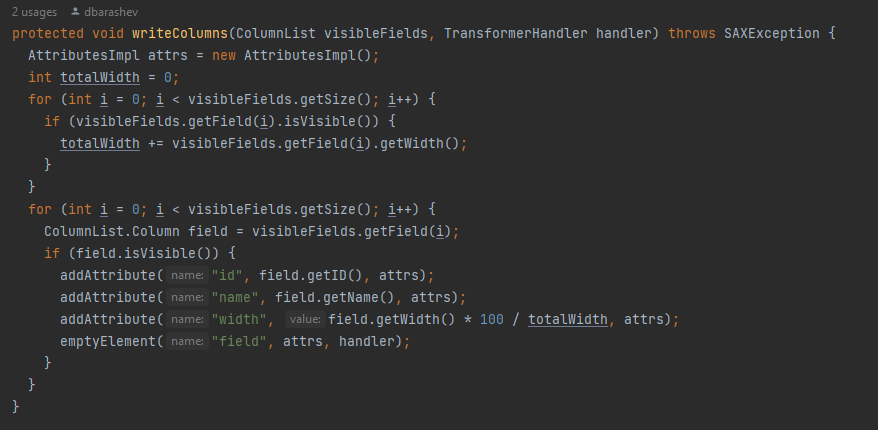 2 usages dbarashev
protected void writeColumns(ColumnList visibleFields, TransformerHandler handler) throws SAXException {
  AttributesImpl attrs = new AttributesImpl();
  int totalWidth = 0;
  for (int i = 0; i < visibleFields.getSize(); i++) {
    if (visibleFields.getField(i).isVisible()) {
      totalWidth += visibleFields.getField(i).getWidth();
    }
  }
  for (int i = 0; i < visibleFields.getSize(); i++) {
    ColumnList.Column field = visibleFields.getField(i);
    if (field.isVisible()) {
      addAttribute( name: "id", field.getID(), attrs);
      addAttribute( name: "name", field.getName(), attrs);
      addAttribute( name: "width", value: field.getWidth() * 100 / totalWidth, attrs);
      emptyElement( name: "field", attrs, handler);
    }
  }
}